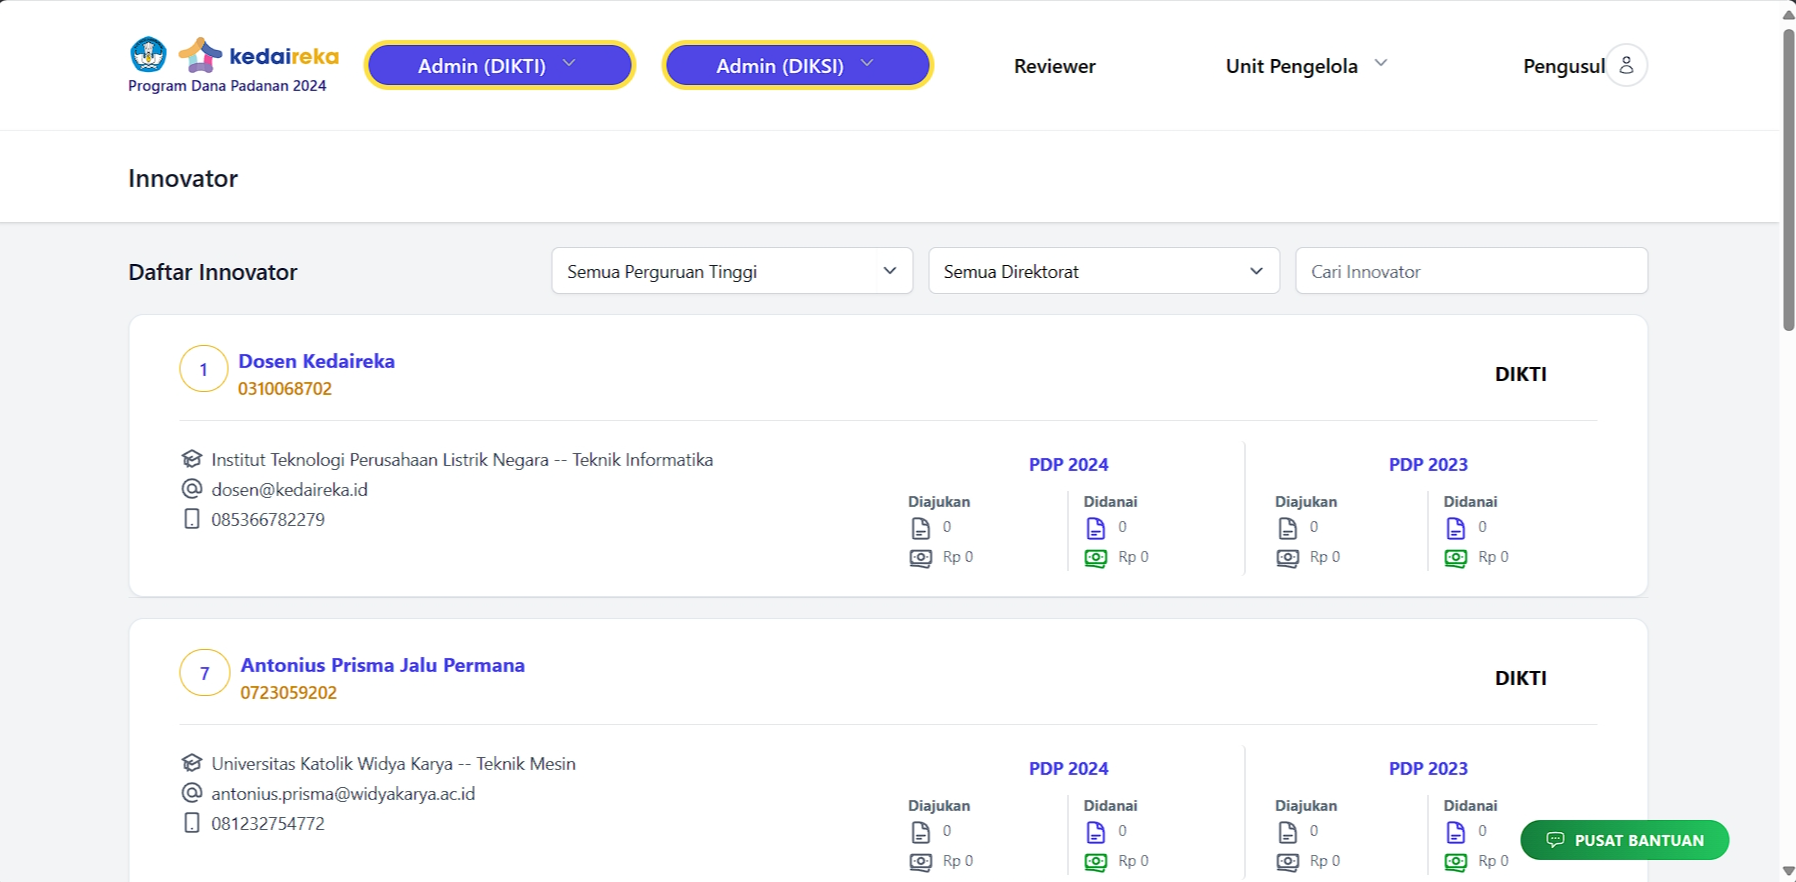 kedaireka
Program Dana Padanan 2024
Admin (DIKTI)
Admin (DIKSI)
Reviewer
Unit Pengelola
Pengusul
Innovator
Daftar Innovator
Semua Perguruan Tinggi
Semua Direktorat
Cari Innovator
1
Dosen Kedaireka
0310068702
DIKTI
Institut Teknologi Perusahaan Listrik Negara -- Teknik Informatika
dosen@kedaireka.id
085366782279
PDP 2024
Diajukan
0
Rp 0
Didanai
0
Rp 0
PDP 2023
Diajukan
0
Rp 0
Didanai
0
Rp 0
7
Antonius Prisma Jalu Permana
0723059202
DIKTI
Universitas Katolik Widya Karya -- Teknik Mesin
antonius.prisma@widyakarya.ac.id
081232754772
PDP 2024
Diajukan
0
Rp 0
Didanai
0
Rp 0
PDP 2023
Diajukan
0
Rp 0
Didanai
0
Rp 0
PUSAT BANTUAN